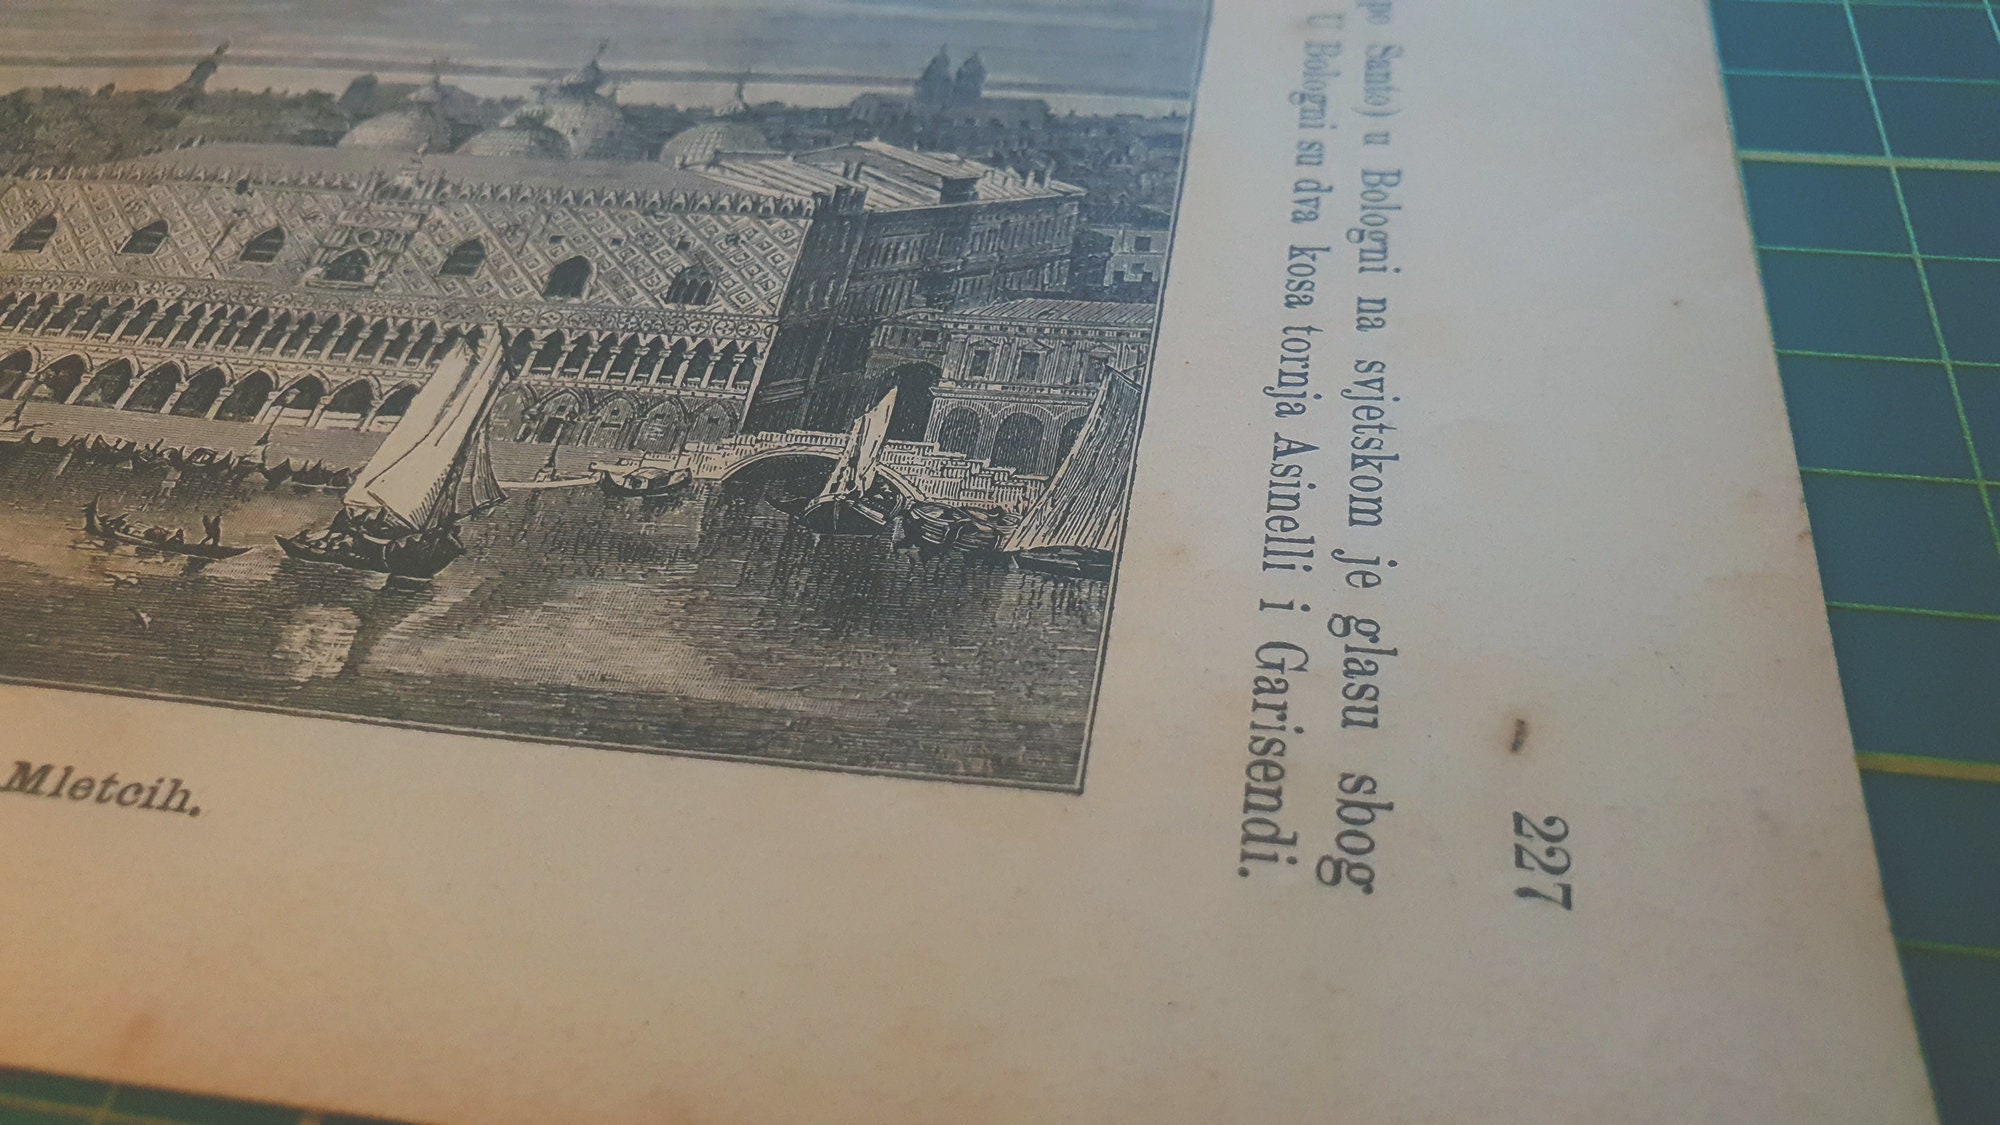 227
Santo) u Bologni na svjetskom je glasu sbog
U Bologni su dva kosa tornja Asinelli i Garisendi.
Mletcih.